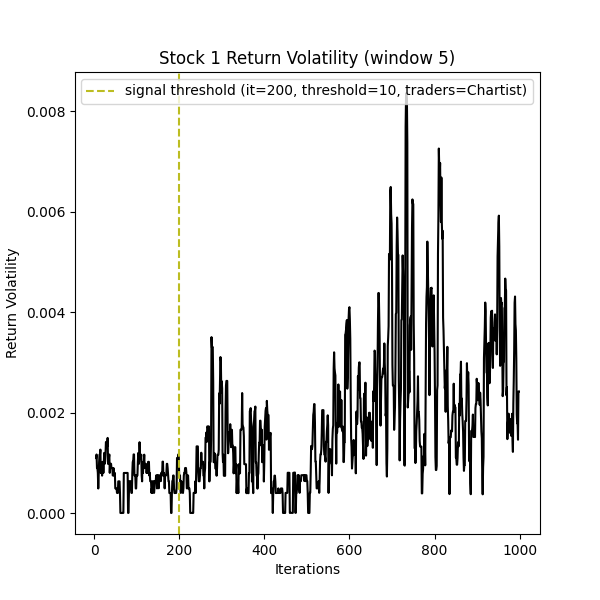 Stock 1 Return Volatility (window 5)
signal threshold (it=200, threshold=10, traders=Chartist)
0.008
0.006
0.004
0.002
0.000
Return Volatility
0 200 400 600 800 1000
Iterations